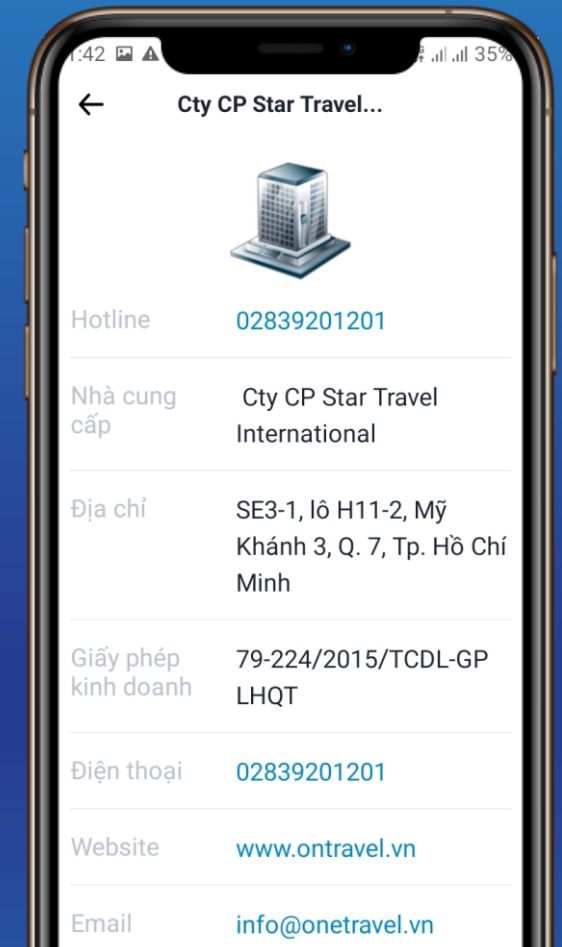 1:42 35%
Cty CP Star Travel...
Hotline 02839201201
Nhà cung cấp
Cty CP Star Travel
International
Địa chỉ
SE3-1, lô H11-2, Mỹ
Khánh 3, Q. 7, Tp. Hồ Chí
Minh
Giấy phép
kinh doanh
79-224/2015/TCDL-GP
LHQT
Điện thoại 02839201201
Website www.ontravel.vn
Email info@onetravel.vn